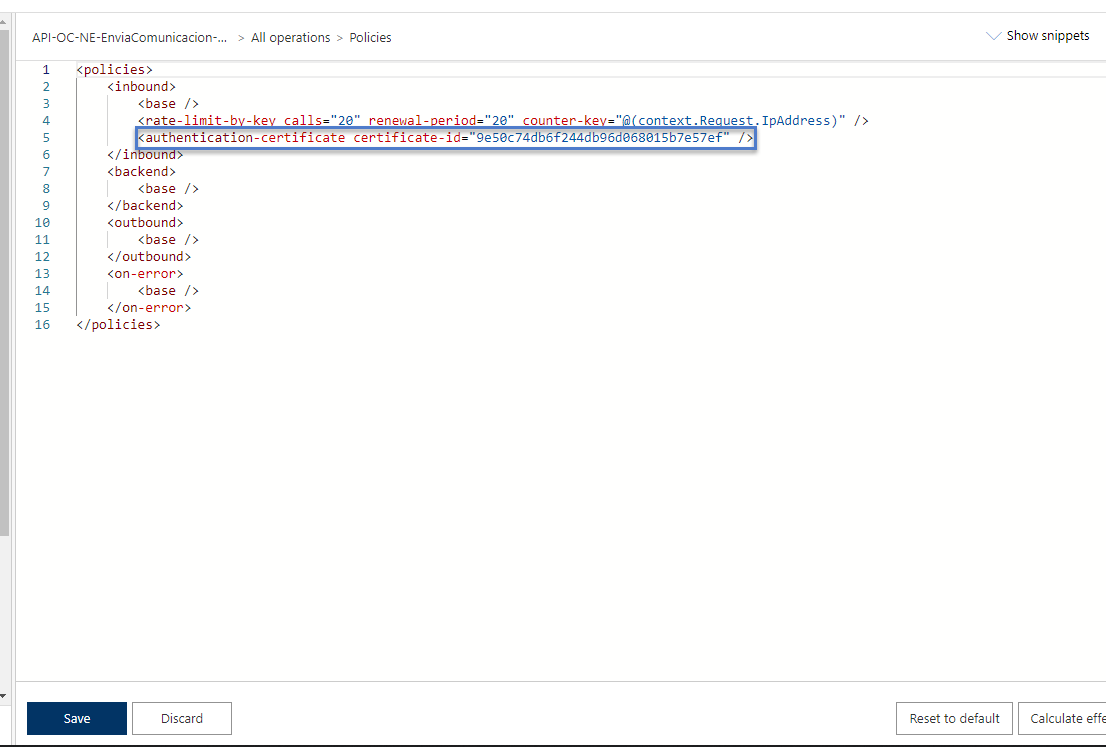 API-OC-NE-EnviaComunicacion-... > All operations > Policies
Show snippets
1 <policies>
2 <inbound>
3 <base />
4 <rate-limit-by-key calls="20" renewal-period="20" counter-key="@(context.Request.IpAddress)" />
5 <authentication-certificate certificate-id="9e50c74db6f244db96d068015b7e57ef" />
6 </inbound>
7 <backend>
8 <base />
9 </backend>
10 <outbound>
11 <base />
12 </outbound>
13 <on-error>
14 <base />
15 </on-error>
16 </policies>
Save
Discard
Reset to default
Calculate effe